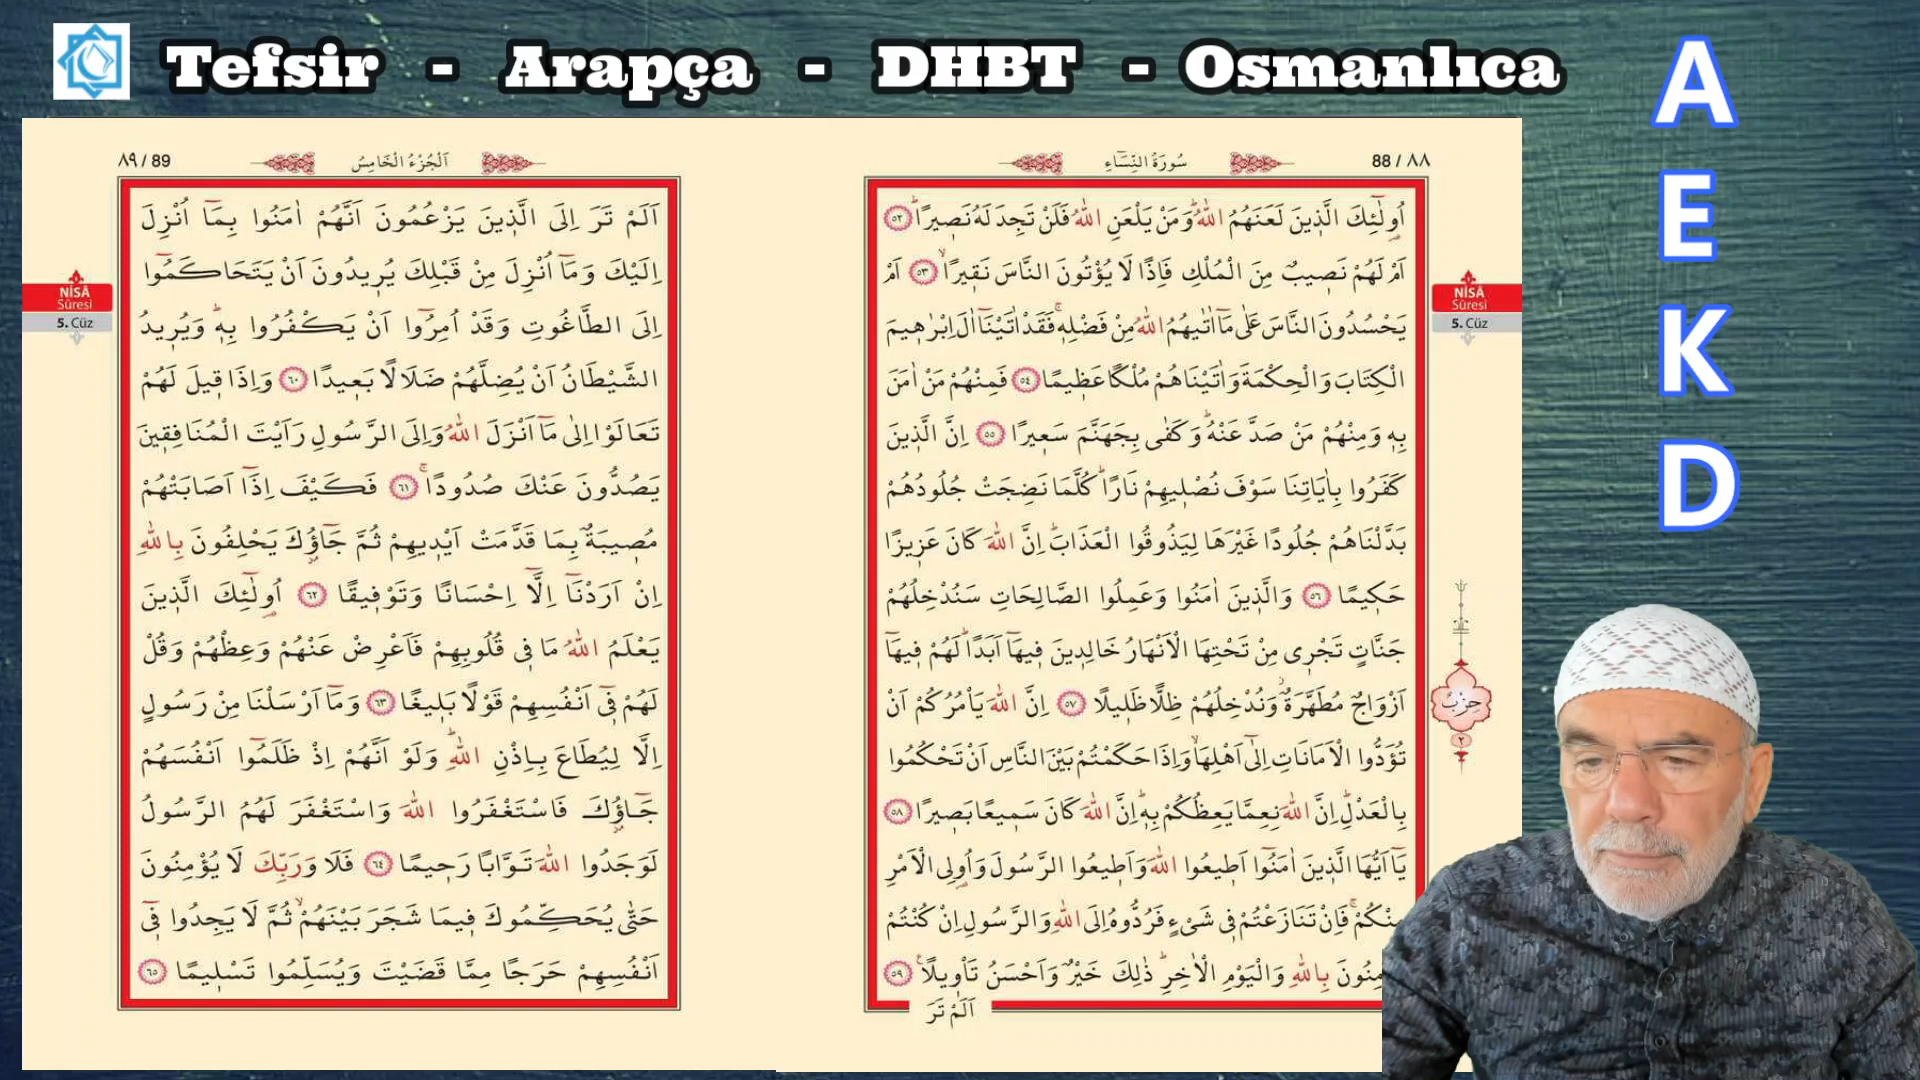 Tefsir - Arapça - DHBT - Osmanlıca
A
E
K
D
88 / ٨٨
سُورَةُ النِّسَٓاءِ
اُو۬لٰٓئِكَ الَّذ۪ينَ لَعَنَهُمُ اللّٰهُۜ وَمَنْ يَلْعَنِ اللّٰهُ فَلَنْ تَجِدَ لَهُ نَص۪يرًاۜ ﴿٥٢﴾
اَمْ لَهُمْ نَص۪يبٌ مِنَ الْمُلْكِ فَاِذًا لَا يُؤْتُونَ النَّاسَ نَق۪يرًاۙ ﴿٥٣﴾ اَمْ
يَحْسُدُونَ النَّاسَ عَلٰى مَٓا اٰتٰيهُمُ اللّٰهُ مِنْ فَضْلِه۪ۚ فَقَدْ اٰتَيْنَٓا اٰلَ اِبْرٰه۪يمَ
الْكِتَابَ وَالْحِكْمَةَ وَاٰتَيْنَاهُمْ مُلْكًا عَظ۪يمًا ﴿٥٤﴾ فَمِنْهُمْ مَنْ اٰمَنَ
بِه۪ وَمِنْهُمْ مَنْ صَدَّ عَنْهُۜ وَكَفٰى بِجَهَنَّمَ سَع۪يرًا ﴿٥٥﴾ اِنَّ الَّذ۪ينَ
كَفَرُوا بِاٰيَاتِنَا سَوْفَ نُصْل۪يهِمْ نَارًاۜ كُلَّمَا نَضِجَتْ جُلُودُهُمْ
بَدَّلْنَاهُمْ جُلُودًا غَيْرَهَا لِيَذُوقُوا الْعَذَابَۜ اِنَّ اللّٰهَ كَانَ عَز۪يزًا
حَك۪يمًا ﴿٥٦﴾ وَالَّذ۪ينَ اٰمَنُوا وَعَمِلُوا الصَّالِحَاتِ سَنُدْخِلُهُمْ
جَنَّاتٍ تَجْر۪ي مِنْ تَحْتِهَا الْاَنْهَارُ خَالِد۪ينَ ف۪يهَٓا اَبَدًاۜ لَهُمْ ف۪يهَٓا
اَزْوَاجٌ مُطَهَّرَةٌۘ وَنُدْخِلُهُمْ ظِلًّا ظَل۪يلًا ﴿٥٧﴾ اِنَّ اللّٰهَ يَأْمُرُكُمْ اَنْ
تُؤَدُّوا الْاَمَانَاتِ اِلٰٓى اَهْلِهَاۙ وَاِذَا حَكَمْتُمْ بَيْنَ النَّاسِ اَنْ تَحْكُمُوا
بِالْعَدْلِۜ اِنَّ اللّٰهَ نِعِمَّا يَعِظُكُمْ بِه۪ۜ اِنَّ اللّٰهَ كَانَ سَم۪يعًا بَص۪يرًا ﴿٥٨﴾
يَٓا اَيُّهَا الَّذ۪ينَ اٰمَنُٓوا اَط۪يعُوا اللّٰهَ وَاَط۪يعُوا الرَّسُولَ وَاُو۬لِي الْاَمْرِ
مِنْكُمْۚ فَاِنْ تَنَازَعْتُمْ ف۪ي شَيْءٍ فَرُدُّوهُ اِلَى اللّٰهِ وَالرَّسُولِ اِنْ كُنْتُمْ
بِاللّٰهِ وَالْيَوْمِ الْاٰخِرِۜ ذٰلِكَ خَيْرٌ وَاَحْسَنُ تَأْو۪يلًا۟ ﴿٥٩﴾
اَلَمْ تَرَ
NİSÂ
Sûresi
5. Cüz
حِزْبٌ
٢
٨٩ / 89
اَلْجُزْءُ الْخَامِسُ
اَلَمْ تَرَ اِلَى الَّذ۪ينَ يَزْعُمُونَ اَنَّهُمْ اٰمَنُوا بِمَٓا اُنْزِلَ
اِلَيْكَ وَمَٓا اُنْزِلَ مِنْ قَبْلِكَ يُر۪يدُونَ اَنْ يَتَحَاكَمُٓوا
اِلَى الطَّاغُوتِ وَقَدْ اُمِرُٓوا اَنْ يَكْفُرُوا بِه۪ۜ وَيُر۪يدُ
الشَّيْطَانُ اَنْ يُضِلَّهُمْ ضَلَالًا بَع۪يدًا ﴿٦٠﴾ وَاِذَا ق۪يلَ لَهُمْ
تَعَالَوْا اِلٰى مَٓا اَنْزَلَ اللّٰهُ وَاِلَى الرَّسُولِ رَاَيْتَ الْمُنَافِق۪ينَ
يَصُدُّونَ عَنْكَ صُدُودًاۚ ﴿٦١﴾ فَكَيْفَ اِذَٓا اَصَابَتْهُمْ
مُص۪يبَةٌ بِمَا قَدَّمَتْ اَيْد۪يهِمْ ثُمَّ جَٓاؤُ۫كَ يَحْلِفُونَ بِاللّٰهِ
اِنْ اَرَدْنَٓا اِلَّٓا اِحْسَانًا وَتَوْف۪يقًا ﴿٦٢﴾ اُو۬لٰٓئِكَ الَّذ۪ينَ
يَعْلَمُ اللّٰهُ مَا ف۪ي قُلُوبِهِمْ فَاَعْرِضْ عَنْهُمْ وَعِظْهُمْ وَقُلْ
لَهُمْ ف۪ٓي اَنْفُسِهِمْ قَوْلًا بَل۪يغًا ﴿٦٣﴾ وَمَٓا اَرْسَلْنَا مِنْ رَسُولٍ
اِلَّا لِيُطَاعَ بِاِذْنِ اللّٰهِۜ وَلَوْ اَنَّهُمْ اِذْ ظَلَمُٓوا اَنْفُسَهُمْ
جَٓاؤُ۫كَ فَاسْتَغْفَرُوا اللّٰهَ وَاسْتَغْفَرَ لَهُمُ الرَّسُولُ
لَوَجَدُوا اللّٰهَ تَوَّابًا رَح۪يمًا ﴿٦٤﴾ فَلَا وَرَبِّكَ لَا يُؤْمِنُونَ
حَتّٰى يُحَكِّمُوكَ ف۪يمَا شَجَرَ بَيْنَهُمْۙ ثُمَّ لَا يَجِدُوا ف۪ٓي
اَنْفُسِهِمْ حَرَجًا مِمَّا قَضَيْتَ وَيُسَلِّمُوا تَسْل۪يمًا ﴿٦٥﴾
NİSÂ
Sûresi
5. Cüz